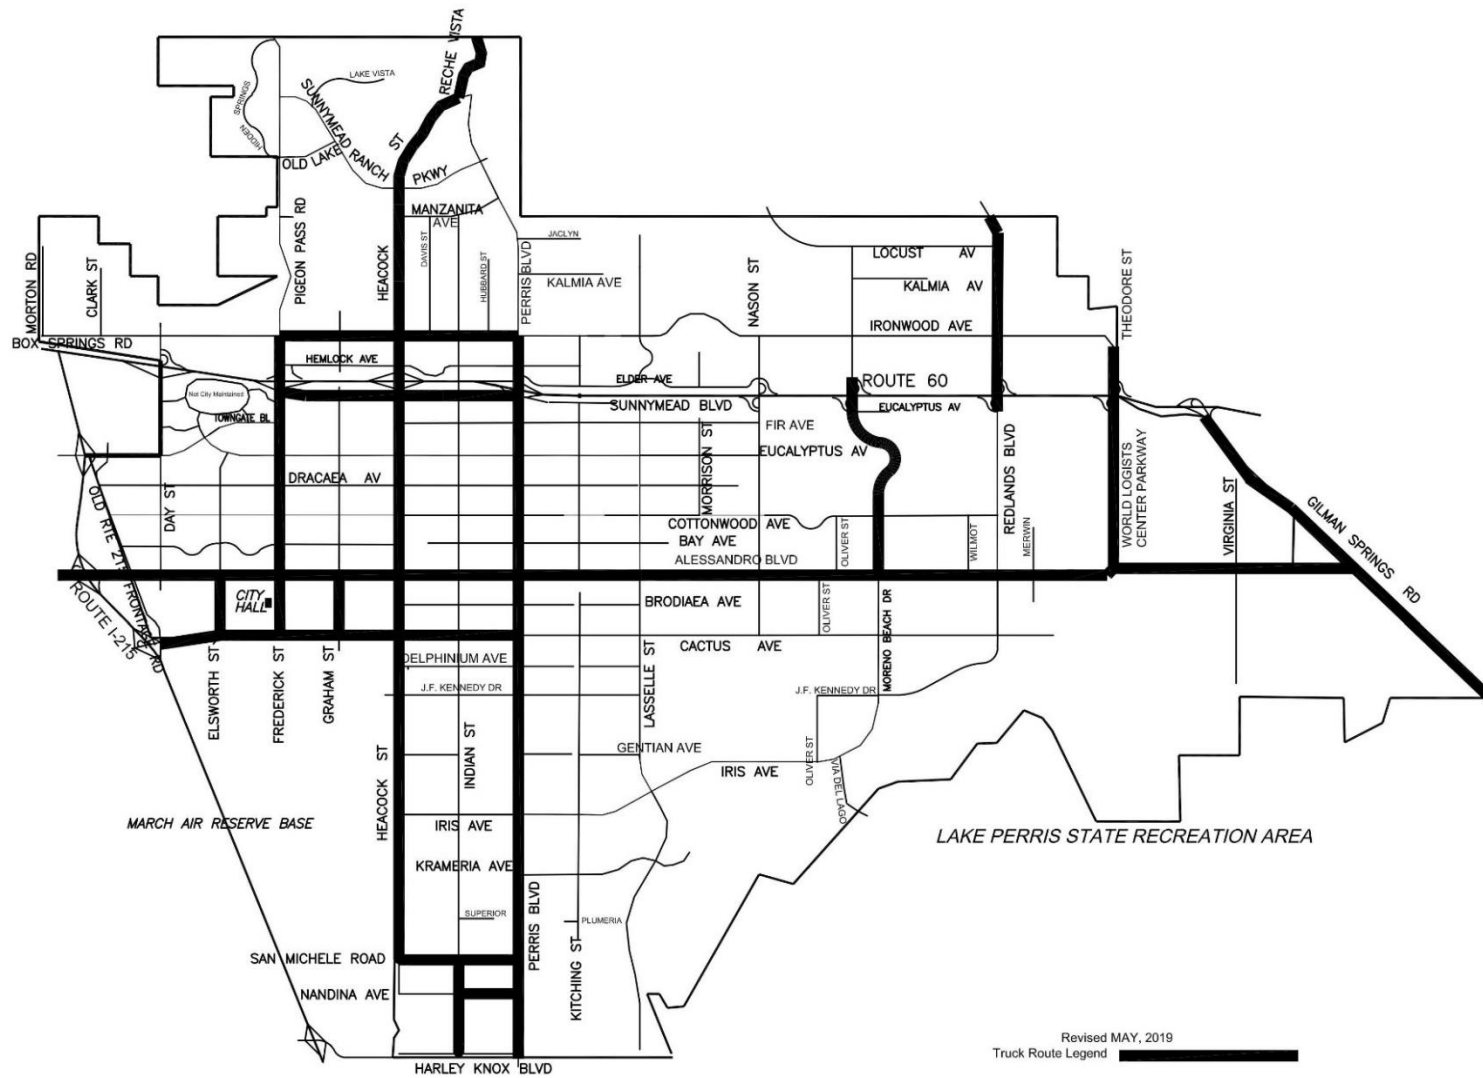 RECHE VISTA
LAKE VISTA
SPRINGS
HIDDEN
SUNNYMEAD RANCH
PKWY
OLD LAKE
ST
MANZANITA
AVE
PIGEON PASS RD
HEACOCK
DAVIS ST
HUBBARD ST
PERRIS BLVD
JACLYN
KALMIA AVE
NASON ST
LOCUST AV
KALMIA AV
IRONWOOD AVE
THEODORE ST
MORTON RD
CLARK ST
BOX SPRINGS RD
HEMLOCK AVE
ELDER AVE
ROUTE 60
Not City Maintained
SUNNYMEAD BLVD
EUCALYPTUS AV
TOWNGATE BL
FIR AVE
EUCALYPTUS AV
MORRISON ST
REDLANDS BLVD
WORLD LOGISTS
CENTER PARKWAY
DRACAEA AV
DAY ST
OLD RTE 215 FRONTAGE RD
VIRGINIA ST
GILMAN SPRINGS RD
COTTONWOOD AVE
BAY AVE
ALESSANDRO BLVD
OLIVER ST
WILMOT
MERWIN
ROUTE I-215
CITY
HALL
BRODIAEA AVE
OLIVER ST
MORENO BEACH DR
CACTUS AVE
ELSWORTH ST
FREDERICK ST
GRAHAM ST
DELPHINIUM AVE
J.F. KENNEDY DR
LASSELLE ST
J.F. KENNEDY DR
INDIAN ST
GENTIAN AVE
OLIVER ST
VIA DEL LAGO
IRIS AVE
HEACOCK ST
MARCH AIR RESERVE BASE
IRIS AVE
LAKE PERRIS STATE RECREATION AREA
KRAMERIA AVE
PERRIS BLVD
SUPERIOR
PLUMERIA
KITCHING ST
SAN MICHELE ROAD
NANDINA AVE
HARLEY KNOX BLVD
Revised MAY, 2019
Truck Route Legend